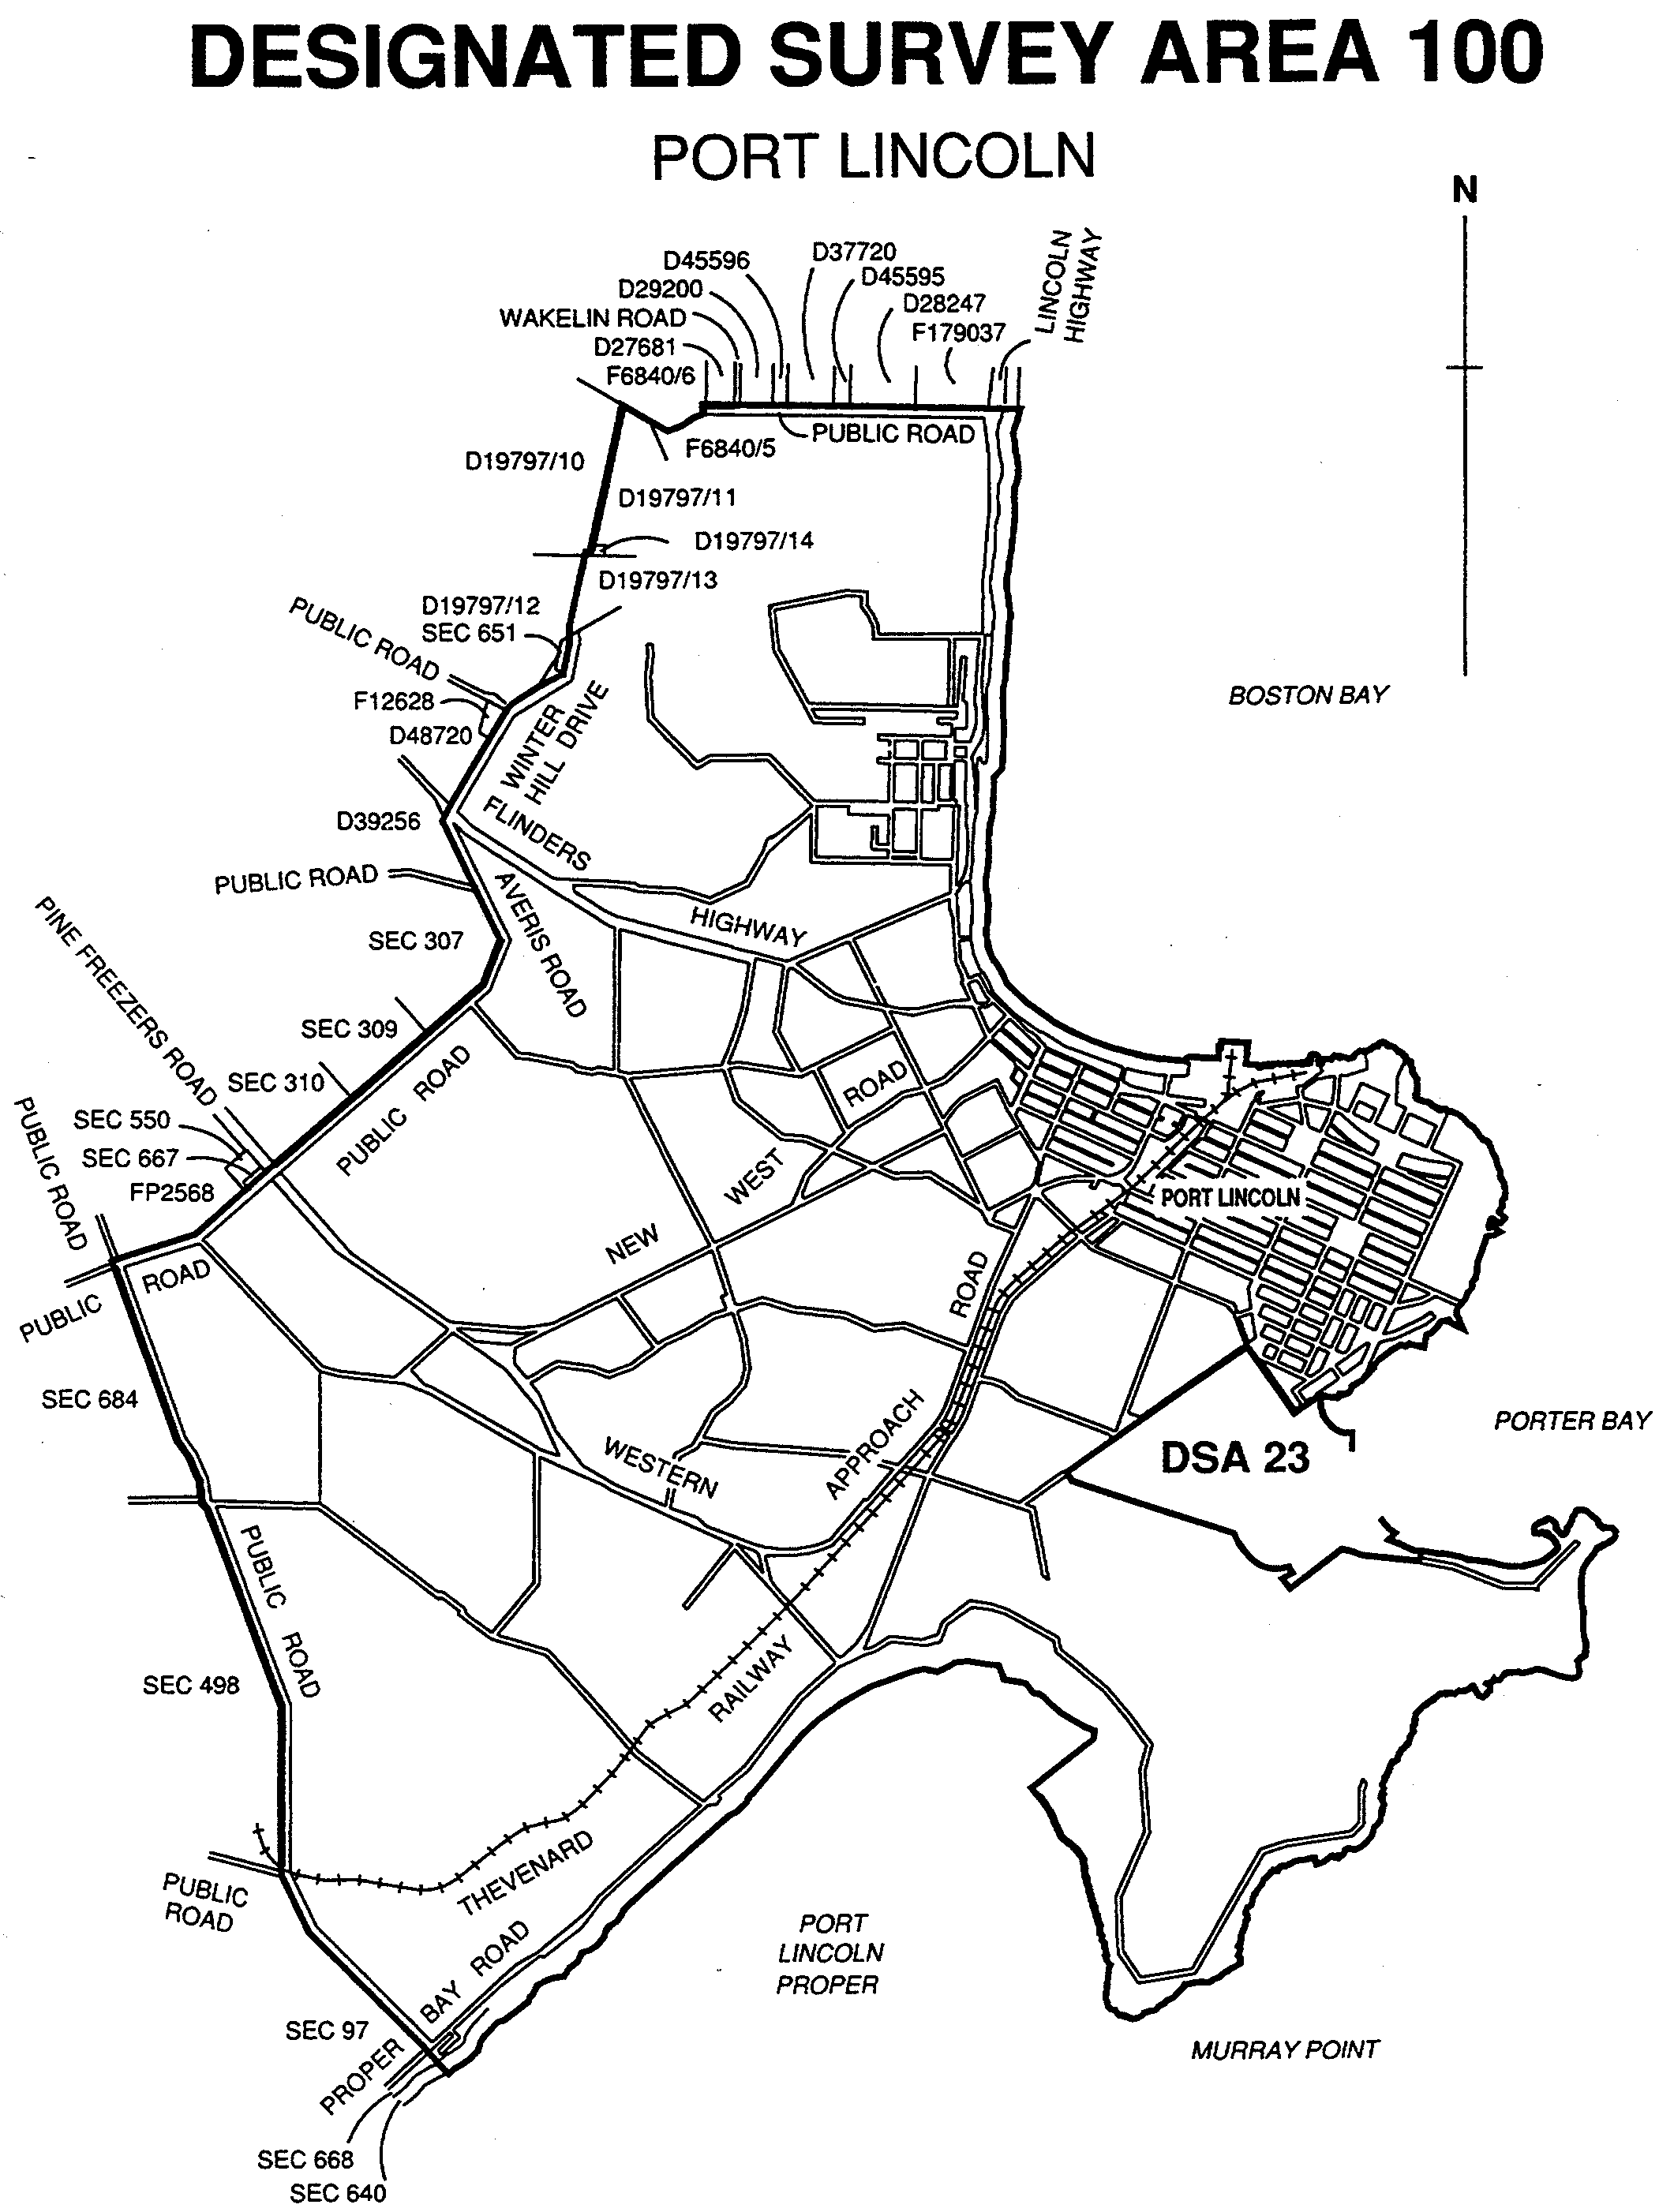 DESIGNATED SURVEY AREA 100
PORT LINCOLN
N
LINCOLN
HIGHWAY
D37720
D45596
D45595
D29200
D28247
WAKELIN ROAD
F179037
D27681
F6840/6
PUBLIC ROAD
F6840/5
D19797/10
D19797/11
D19797/14
D19797/13
D19797/12
SEC 651
PUBLIC ROAD
F12628
D48720
WINTER
HILL DRIVE
BOSTON BAY
FLINDERS
HIGHWAY
D39256
PUBLIC ROAD
AVERIS ROAD
SEC 307
PINE FREEZERS ROAD
SEC 309
SEC 310
PUBLIC ROAD
SEC 550
SEC 667
FP2568
PUBLIC ROAD
PUBLIC ROAD
NEW WEST ROAD
PORT LINCOLN
SEC 684
WESTERN APPROACH ROAD
DSA 23
PORTER BAY
PUBLIC ROAD
SEC 498
THEVENARD RAILWAY
PUBLIC
ROAD
PORT
LINCOLN
PROPER
PROPER BAY ROAD
SEC 97
MURRAY POINT
SEC 668
SEC 640